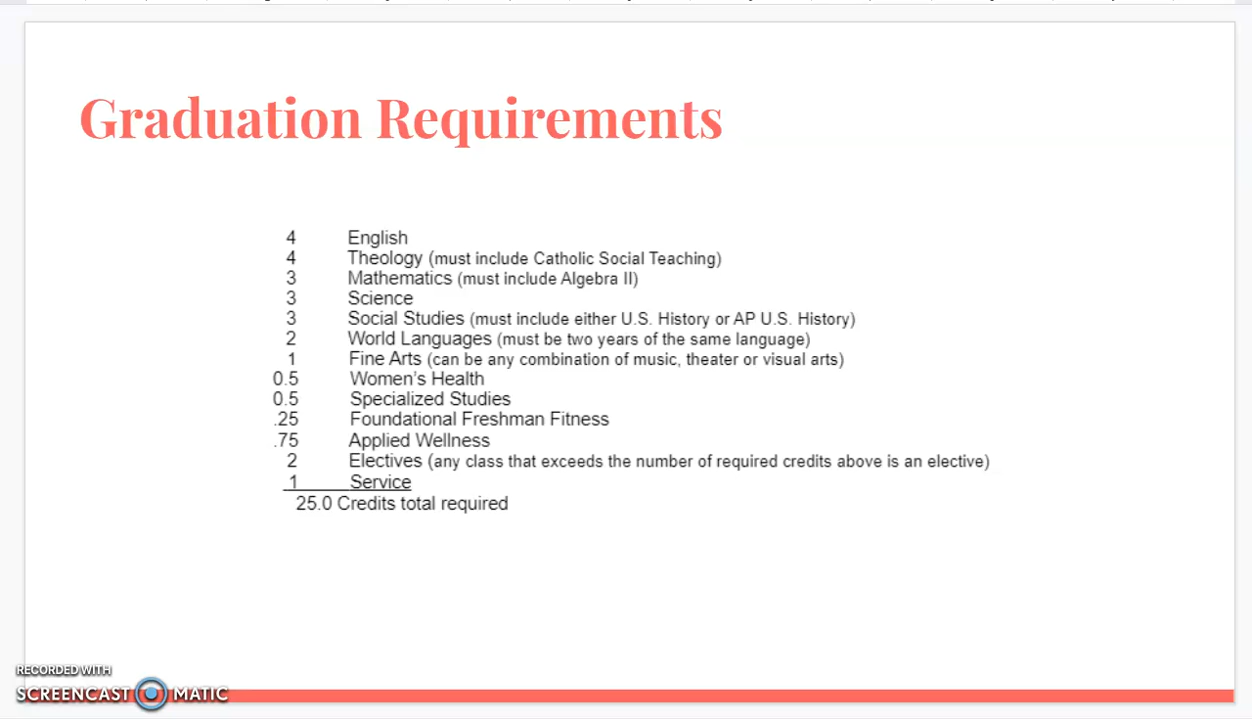 Graduation Requirements
4 English
4 Theology (must include Catholic Social Teaching)
3 Mathematics (must include Algebra II)
3 Science
3 Social Studies (must include either U.S. History or AP U.S. History)
2 World Languages (must be two years of the same language)
1 Fine Arts (can be any combination of music, theater or visual arts)
0.5 Women's Health
0.5 Specialized Studies
.25 Foundational Freshman Fitness
.75 Applied Wellness
2 Electives (any class that exceeds the number of required credits above is an elective)
1 Service
25.0 Credits total required
RECORDED WITH
SCREENCAST MATIC